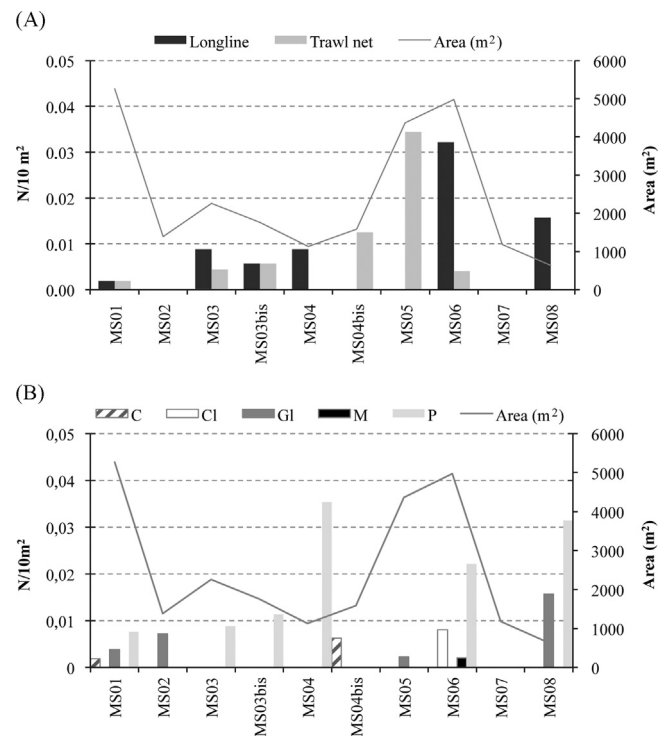 (A)
Longline Trawl net Area (m²)
0.05 6000
0.04 5000
4000
0.03
3000
0.02
2000
0.01
1000
0.00 0
N/10 m²
Area (m²)
MS01 MS02 MS03 MS03bis MS04 MS04bis MS05 MS06 MS07 MS08
(B)
C Cl Gl M P Area (m²)
0,05 6000
5000
0,04
4000
0,03
3000
0,02
2000
0,01
1000
0 0
N/10m²
Area (m²)
MS01 MS02 MS03 MS03bis MS04 MS04bis MS05 MS06 MS07 MS08